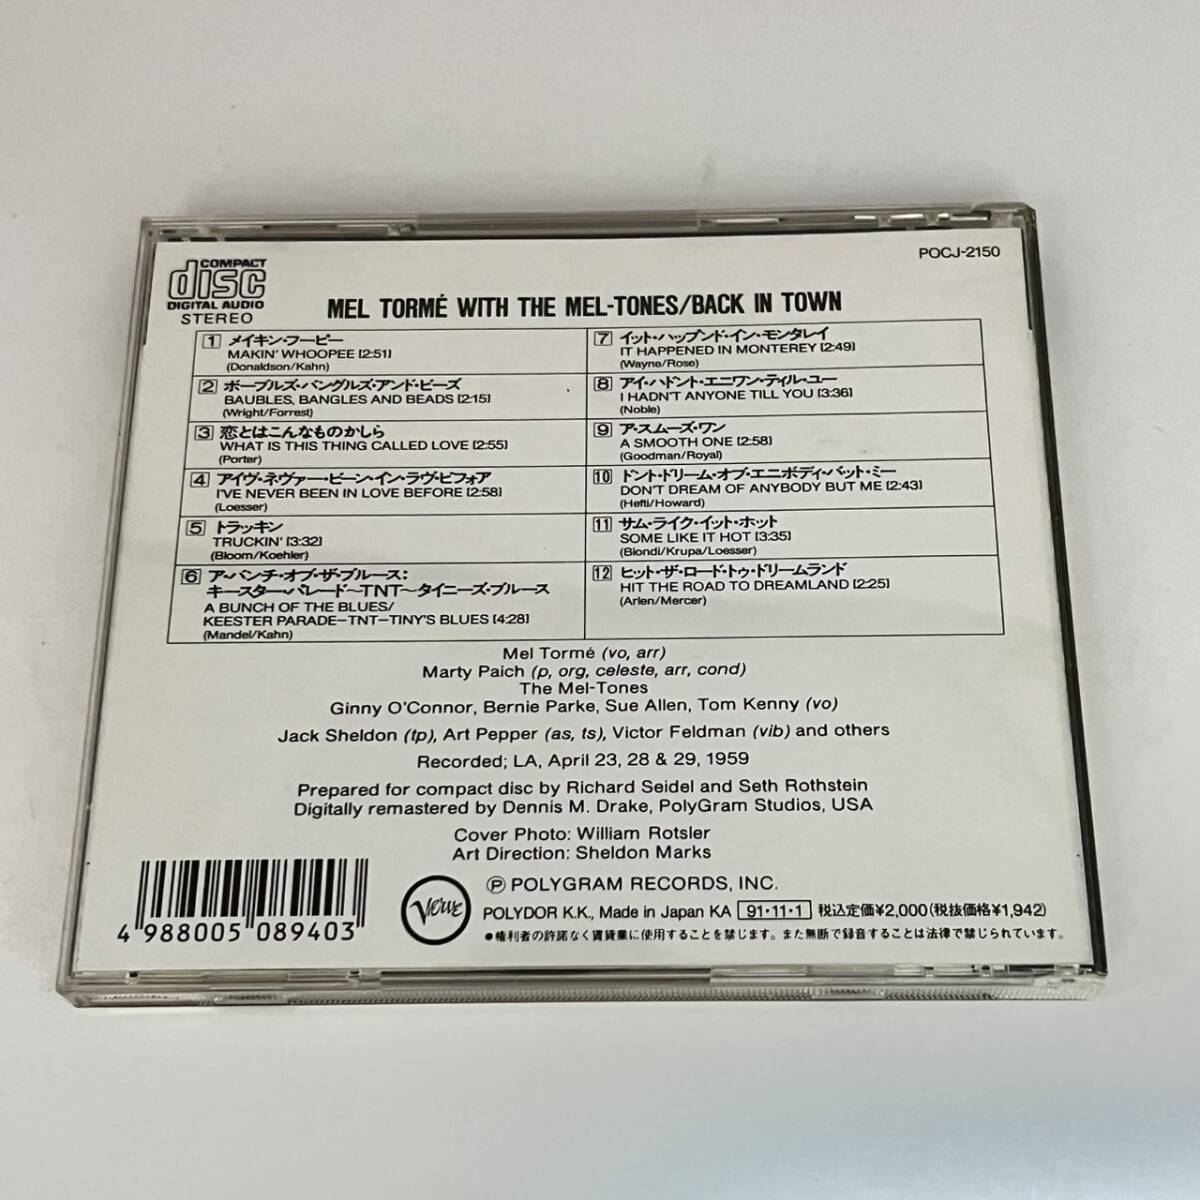 POCJ-2150
COMPACT
disc
DIGITAL AUDIO
STEREO
MEL TORMÉ WITH THE MEL-TONES/BACK IN TOWN
1 メイキン・フーピー
MAKIN' WHOOPEE [2:51]
(Donaldson/Kahn)
2 ボーブルズ・バングルズ・アンド・ビーズ
BAUBLES, BANGLES AND BEADS [2:15]
(Wright/Forrest)
3 恋とはこんなものかしら
WHAT IS THIS THING CALLED LOVE [2:55]
(Porter)
4 アイヴ・ネヴァー・ビーン・イン・ラヴ・ビフォア
I'VE NEVER BEEN IN LOVE BEFORE [2:58]
(Loesser)
5 トラッキン
TRUCKIN' [3:32]
(Bloom/Koehler)
6 ア・バンチ・オブ・ザ・ブルース:
キースター・パレード〜TNT〜タイニーズ・ブルース
A BUNCH OF THE BLUES/
KEESTER PARADE–TNT–TINY'S BLUES [4:28]
(Mandel/Kahn)
7 イット・ハップンド・イン・モンタレイ
IT HAPPENED IN MONTEREY [2:49]
(Wayne/Rose)
8 アイ・ハドント・エニワン・ティル・ユー
I HADN'T ANYONE TILL YOU [3:36]
(Noble)
9 ア・スムーズ・ワン
A SMOOTH ONE [2:58]
(Goodman/Royal)
10 ドント・ドリーム・オブ・エニボディ・バット・ミー
DON'T DREAM OF ANYBODY BUT ME [2:43]
(Hefti/Howard)
11 サム・ライク・イット・ホット
SOME LIKE IT HOT [3:35]
(Biondi/Krupa/Loesser)
12 ヒット・ザ・ロード・トゥ・ドリームランド
HIT THE ROAD TO DREAMLAND [2:25]
(Arlen/Mercer)
Mel Tormé (vo, arr)
Marty Paich (p, org, celeste, arr, cond)
The Mel-Tones
Ginny O'Connor, Bernie Parke, Sue Allen, Tom Kenny (vo)
Jack Sheldon (tp), Art Pepper (as, ts), Victor Feldman (vib) and others
Recorded; LA, April 23, 28 & 29, 1959
Prepared for compact disc by Richard Seidel and Seth Rothstein
Digitally remastered by Dennis M. Drake, PolyGram Studios, USA
Cover Photo: William Rotsler
Art Direction: Sheldon Marks
4 988005 089403
Verve
Ⓟ POLYGRAM RECORDS, INC.
POLYDOR K.K., Made in Japan KA 91・11・1 税込定価¥2,000(税抜価格¥1,942)
●権利者の許諾なく賃貸業に使用することを禁じます。また無断で録音することは法律で禁じられています。